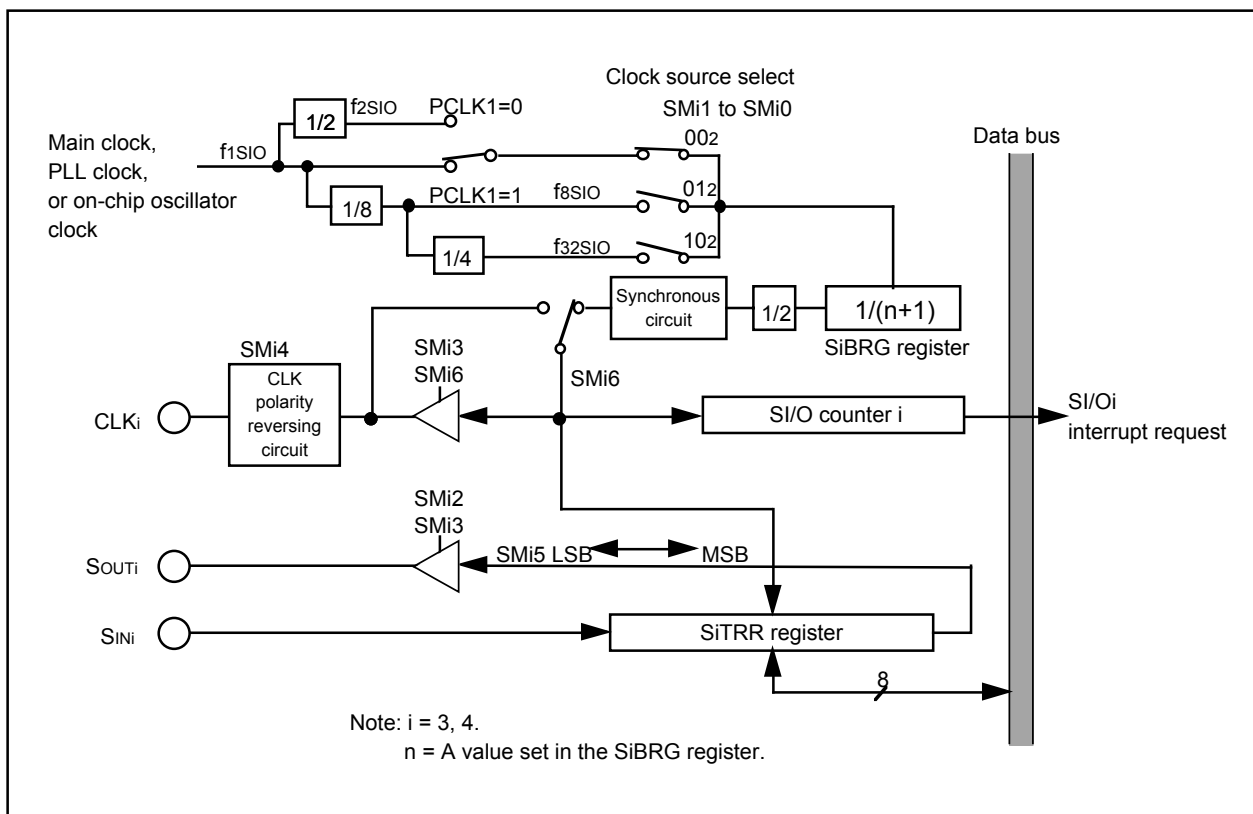 Clock source select
SMi1 to SMi0
Main clock,
PLL clock,
or on-chip oscillator
clock
f1SIO
1/2
f2SIO
PCLK1=0
002
Data bus
1/8
PCLK1=1
f8SIO
012
1/4
f32SIO
102
Synchronous
circuit
1/2
1/(n+1)
SiBRG register
SMi4
CLK
polarity
reversing
circuit
SMi3
SMi6
SMi6
CLKi
SI/O counter i
SI/Oi
interrupt request
SMi2
SMi3
SMi5 LSB
MSB
SOUTi
SINi
SiTRR register
8
Note: i = 3, 4.
n = A value set in the SiBRG register.